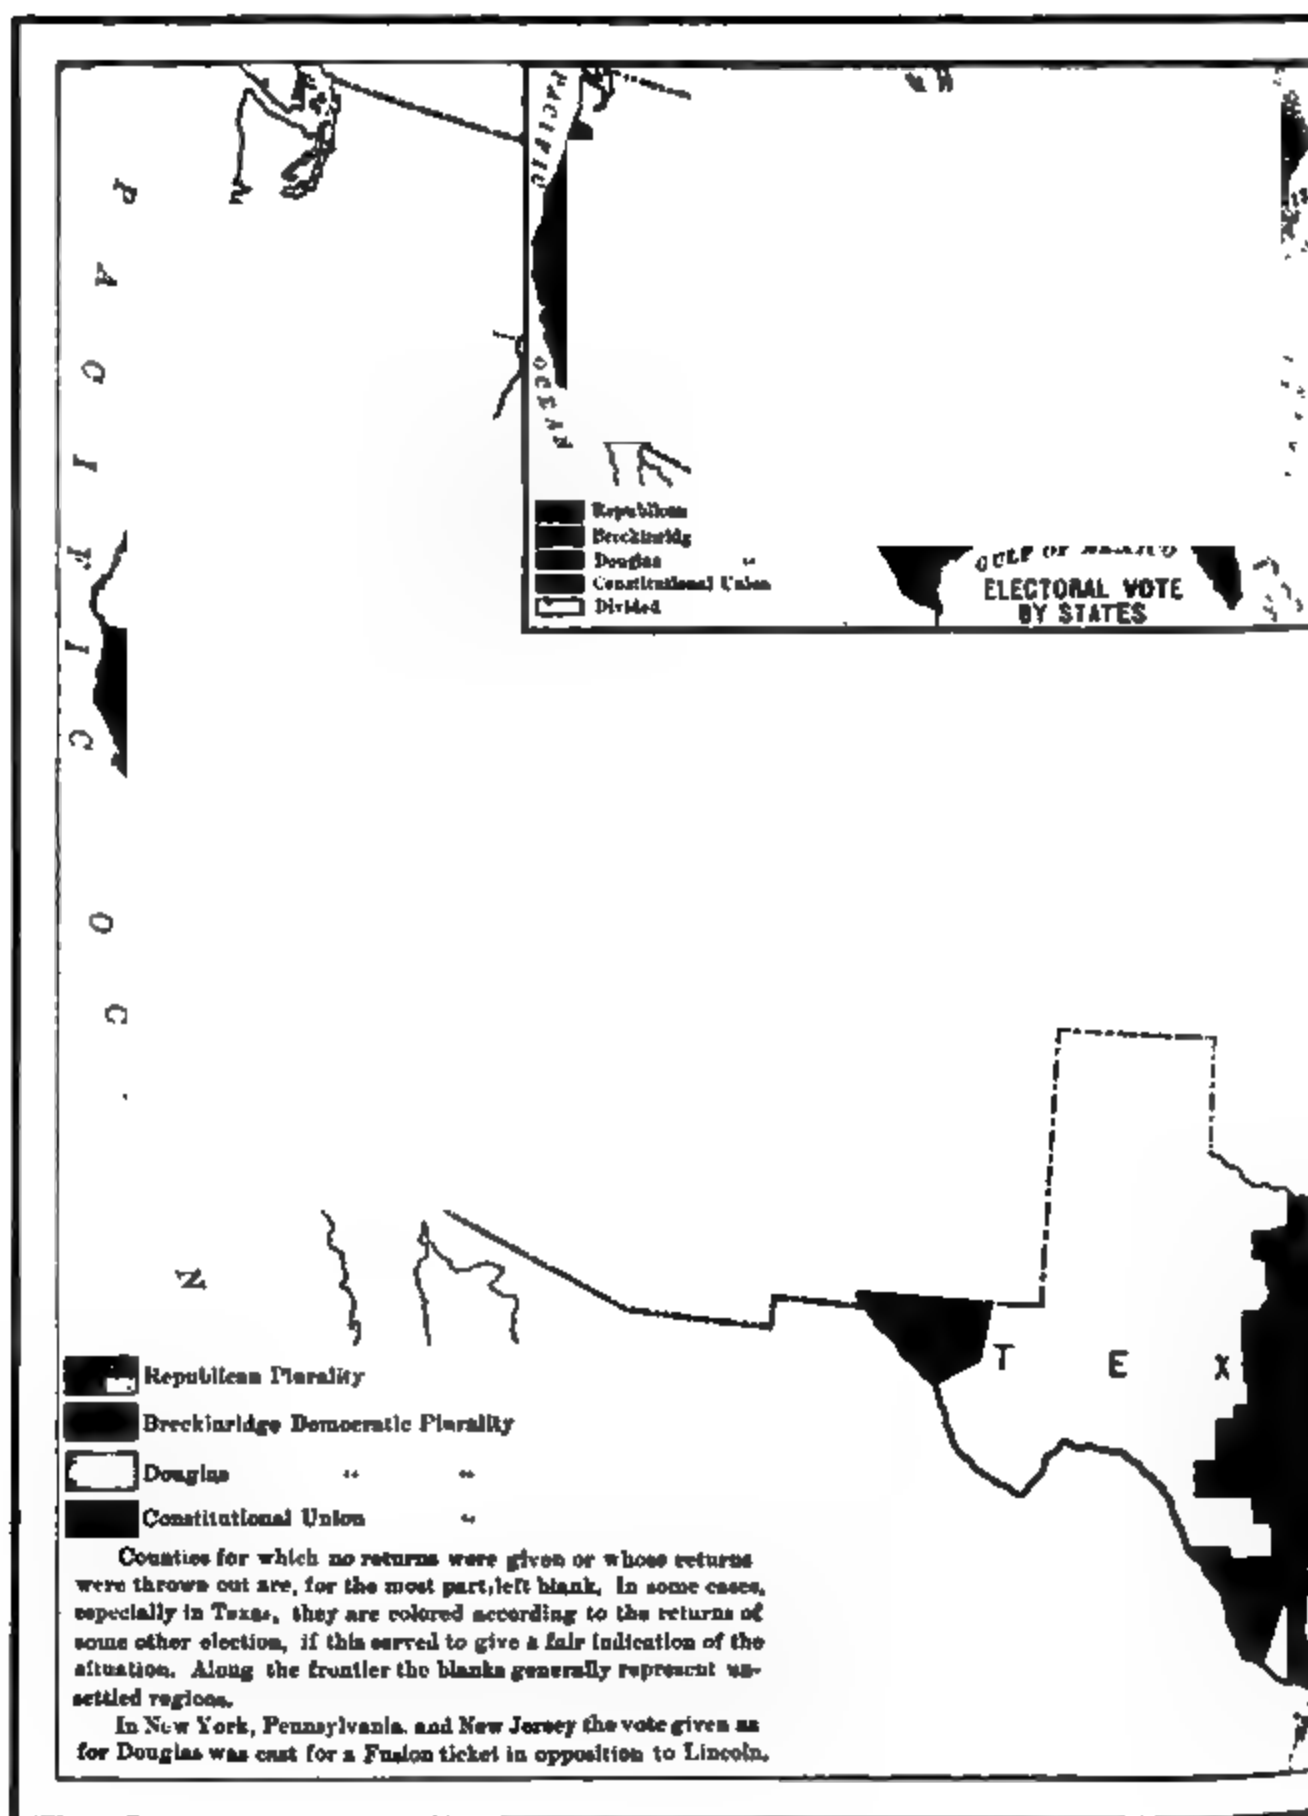 PACIFIC
OCEAN
Republican
Breckinridg
Douglas "
Constitutional Union
Divided
GULF OF MEXICO
ELECTORAL VOTE
BY STATES
P A C I F I C O C
N
T E X
Republican Plurality
Breckinridge Democratic Plurality
Douglas " "
Constitutional Union "
Counties for which no returns were given or whose returns
were thrown out are, for the most part, left blank. In some cases,
especially in Texas, they are colored according to the returns of
some other election, if this served to give a fair indication of the
situation. Along the frontier the blanks generally represent un-
settled regions.
In New York, Pennsylvania and New Jersey the vote given as
for Douglas was cast for a Fusion ticket in opposition to Lincoln.